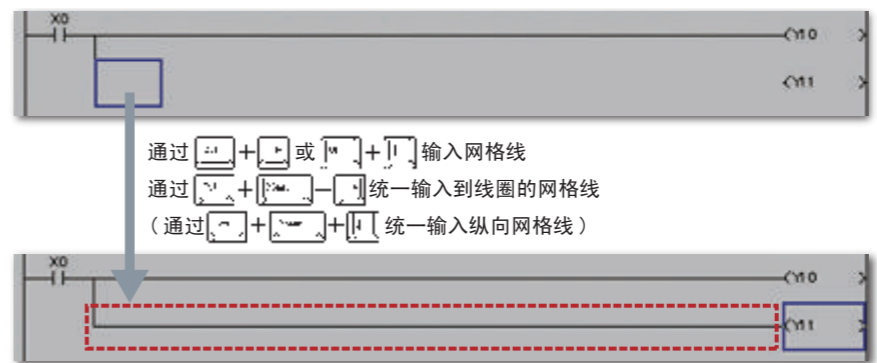 X0
Y10
Y11
通过 + 或 + 输入网格线
通过 + — 统一输入到线圈的网格线
（通过 + + 统一输入纵向网格线）
X0
Y10
Y11